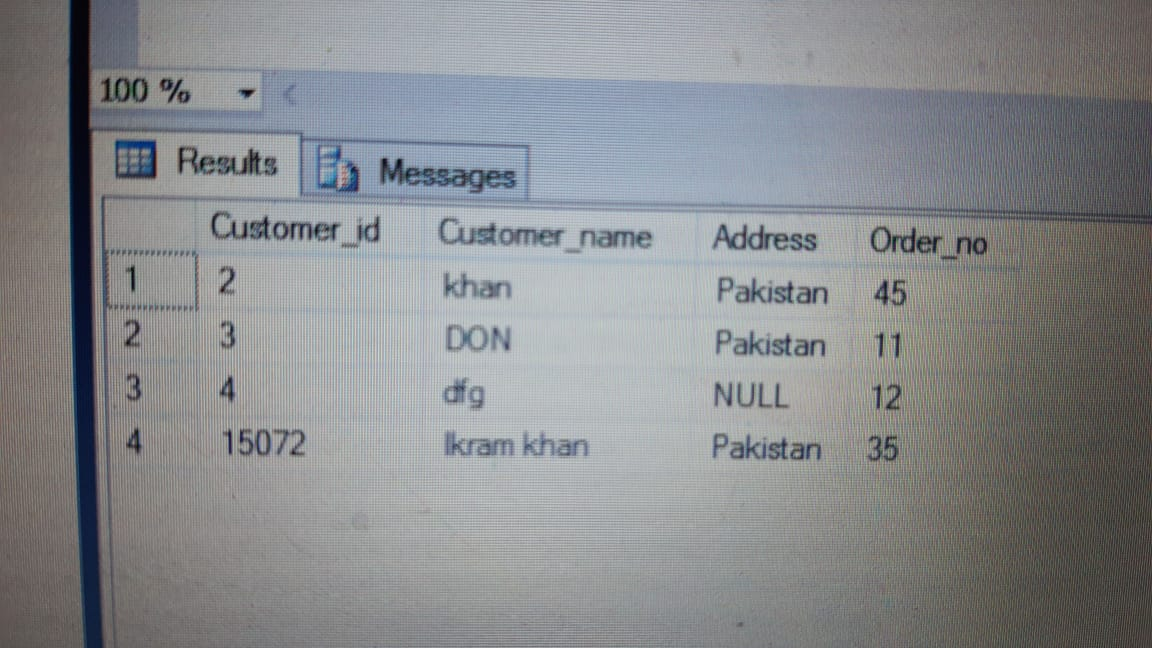 100 %
Results Messages
Customer_id Customer_name Address Order_no
1 2 khan Pakistan 45
2 3 DON Pakistan 11
3 4 dfg NULL 12
4 15072 Ikram khan Pakistan 35